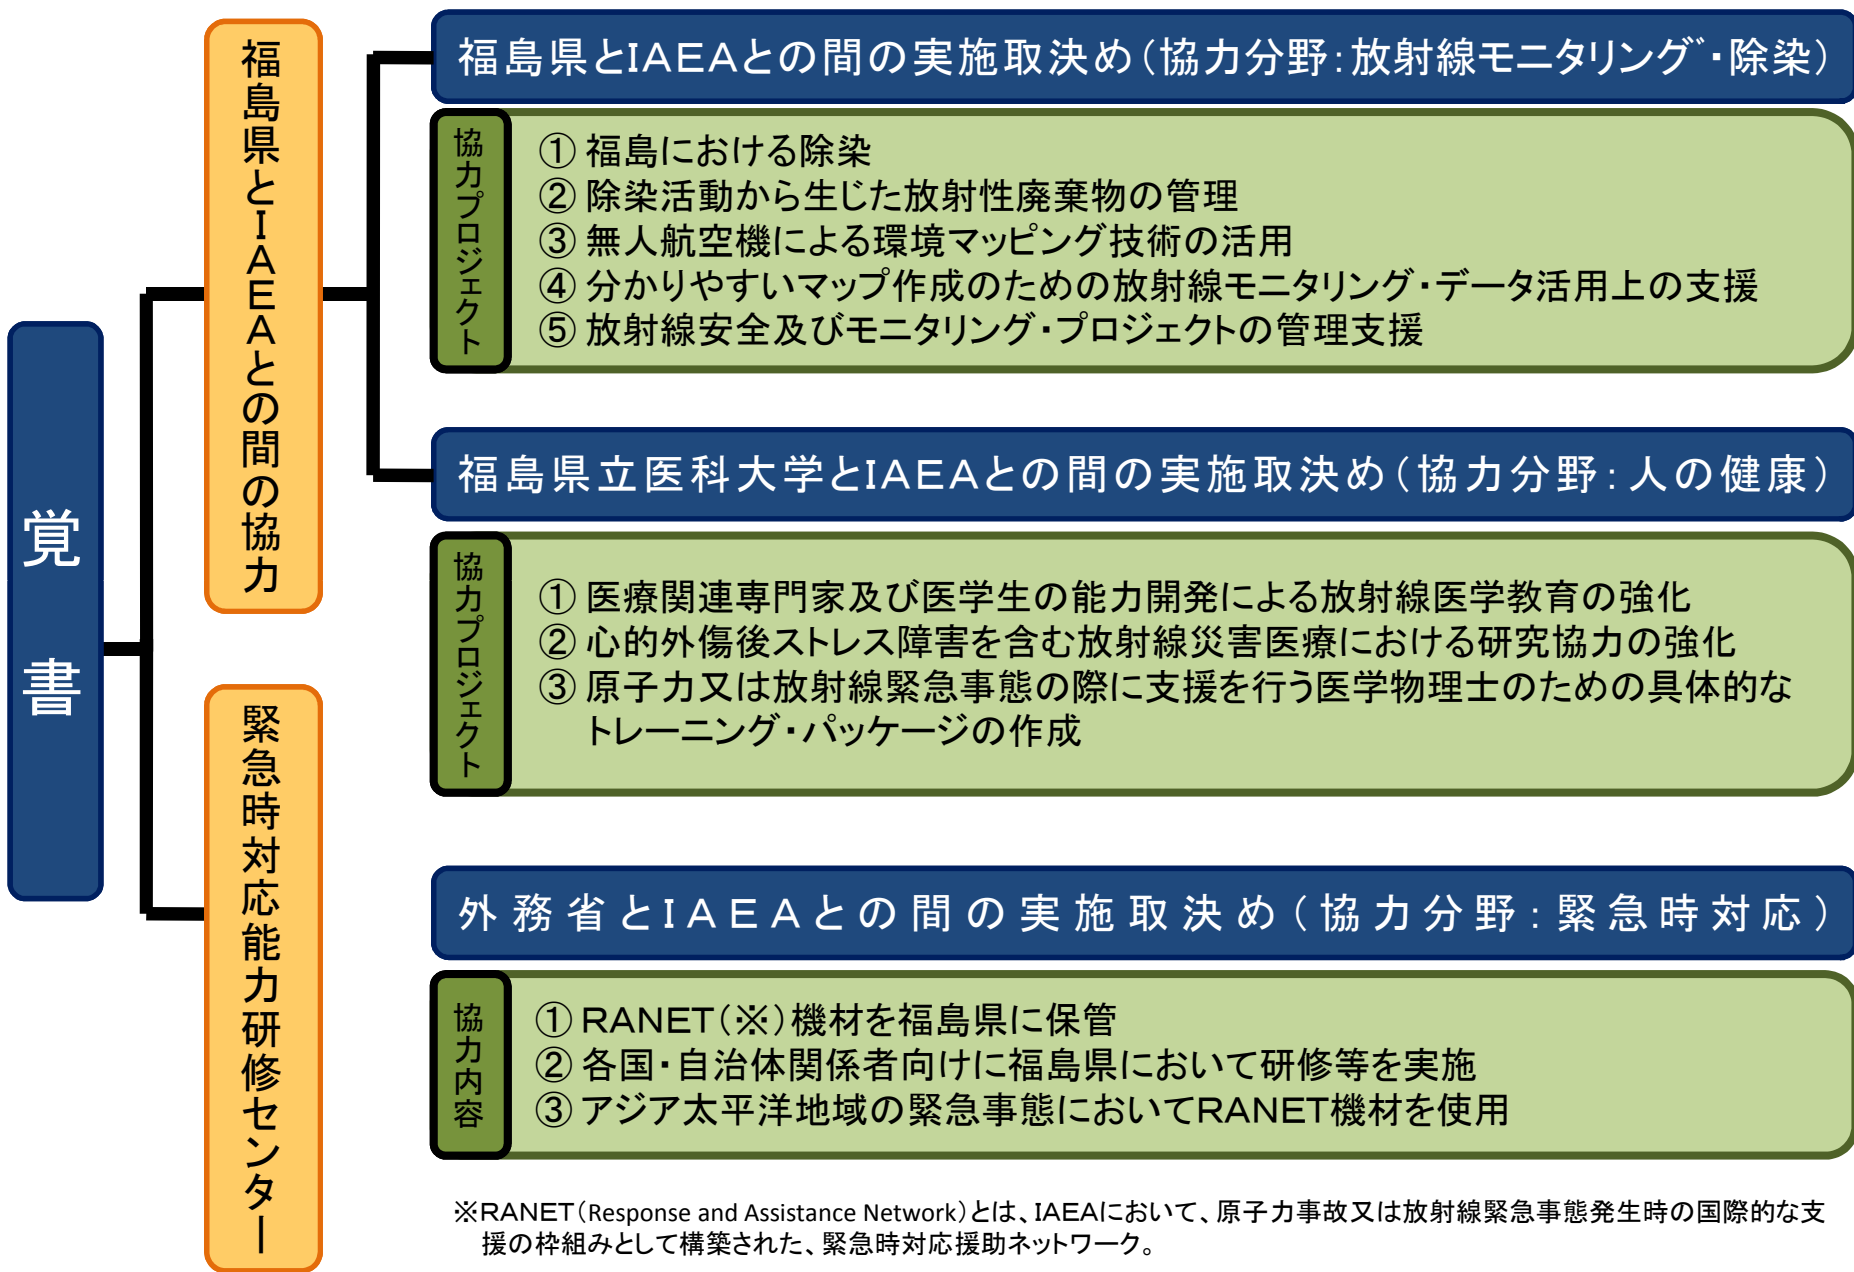 覚書
福島県とIAEAとの間の協力
福島県とIAEAとの間の実施取決め(協力分野:放射線モニタリング・除染)
協力プロジェクト
① 福島における除染
② 除染活動から生じた放射性廃棄物の管理
③ 無人航空機による環境マッピング技術の活用
④ 分かりやすいマップ作成のための放射線モニタリング・データ活用上の支援
⑤ 放射線安全及びモニタリング・プロジェクトの管理支援
福島県立医科大学とIAEAとの間の実施取決め(協力分野:人の健康)
協力プロジェクト
① 医療関連専門家及び医学生の能力開発による放射線医学教育の強化
② 心的外傷後ストレス障害を含む放射線災害医療における研究協力の強化
③ 原子力又は放射線緊急事態の際に支援を行う医学物理士のための具体的な
トレーニング・パッケージの作成
緊急時対応能力研修センター
外務省とIAEAとの間の実施取決め(協力分野:緊急時対応)
協力内容
① RANET(※)機材を福島県に保管
② 各国・自治体関係者向けに福島県において研修等を実施
③ アジア太平洋地域の緊急事態においてRANET機材を使用
※RANET(Response and Assistance Network)とは、IAEAにおいて、原子力事故又は放射線緊急事態発生時の国際的な支
援の枠組みとして構築された、緊急時対応援助ネットワーク。